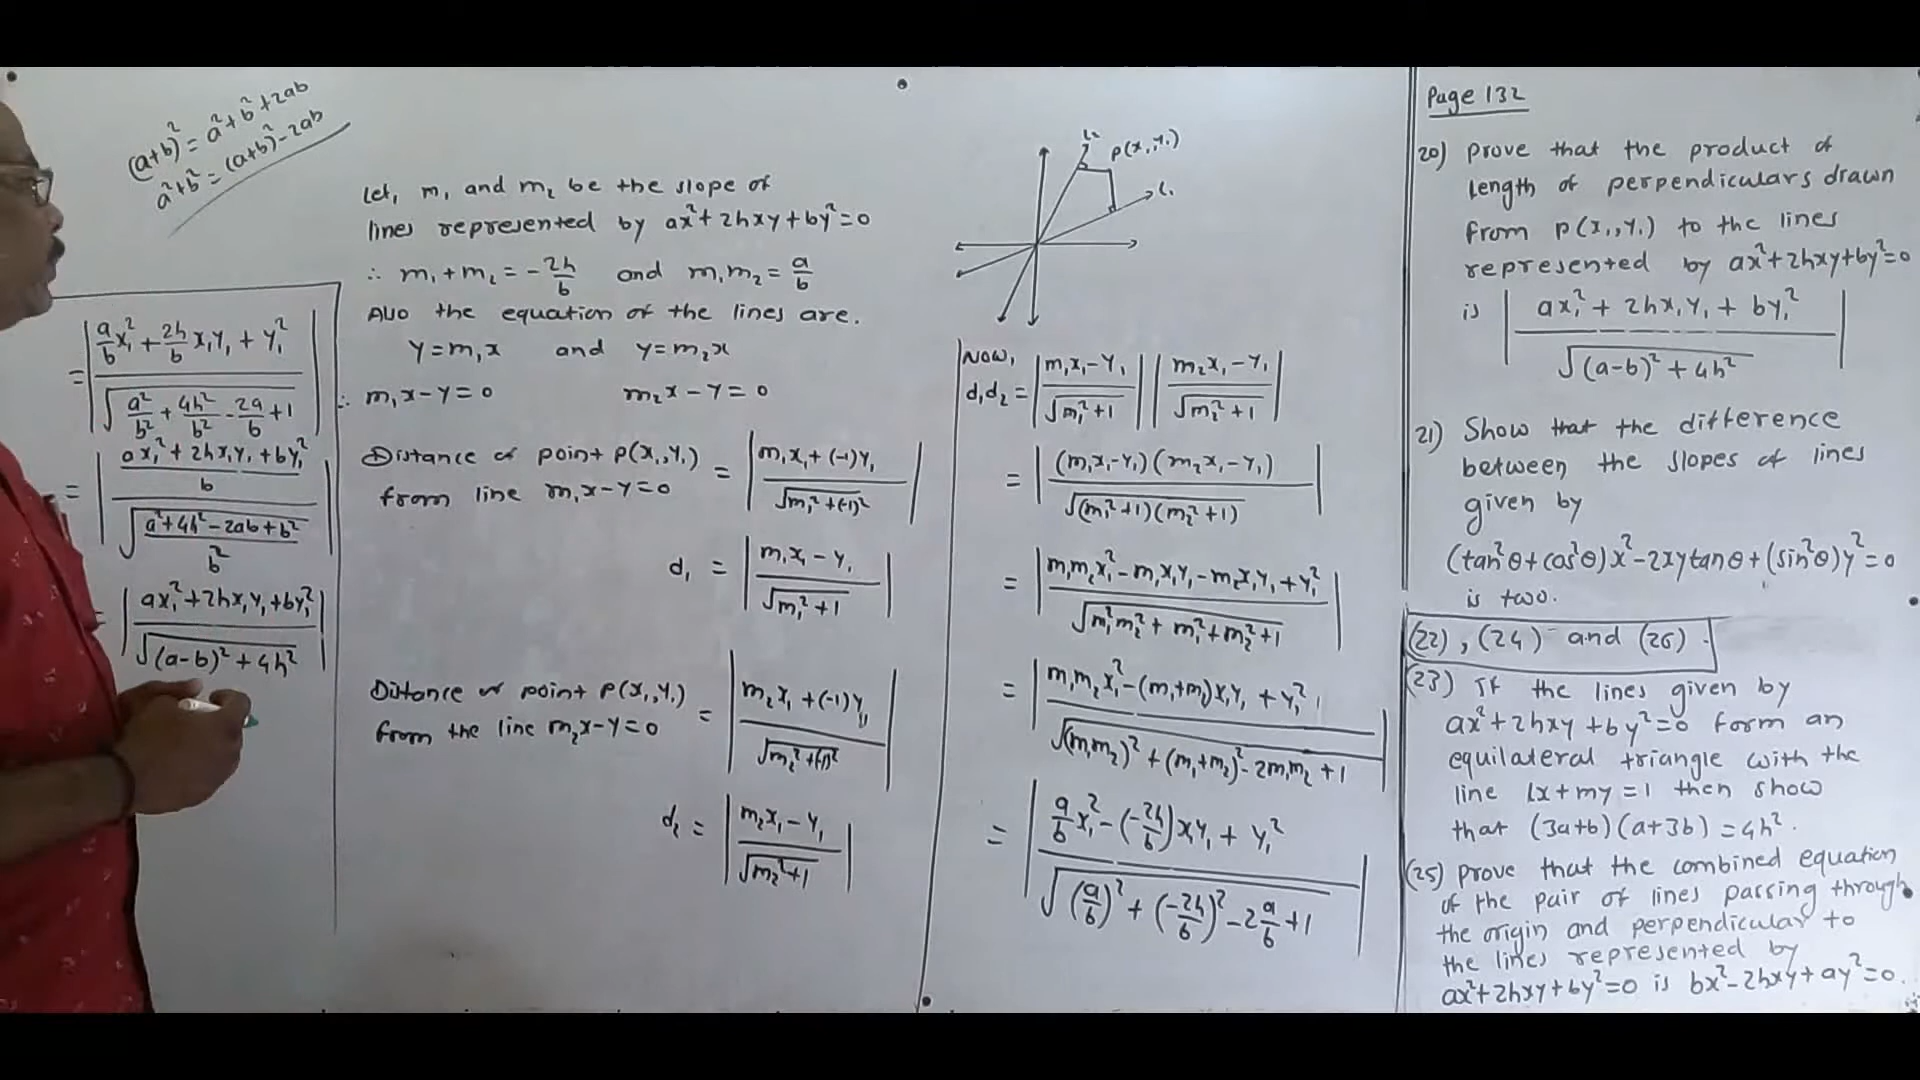 (a+b)² = a²+b²+2ab
a²+b² = (a+b)²-2ab
Let, m₁ and m₂ be the slope of
lines represented by ax²+2hxy+by²=0
∴ m₁+m₂ = -2h/b and m₁m₂ = a/b
Also the equation of the lines are.
y=m₁x and y=m₂x
∴ m₁x-y=0 m₂x-y=0
Distance of point P(x₁,y₁)
from line m₁x-y=0 = |(m₁x₁+(-1)y₁)/√(m₁²+(-1)²)|
d₁ = |(m₁x₁-y₁)/√(m₁²+1)|
Distance of point P(x₁,y₁)
from the line m₂x-y=0 = |(m₂x₁+(-1)y₁)/√(m₂²+(-1)²)|
d₂ = |(m₂x₁-y₁)/√(m₂²+1)|
L₂ P(x₁,y₁)
L₁
Now,
d₁d₂ = |(m₁x₁-y₁)/√(m₁²+1)| |(m₂x₁-y₁)/√(m₂²+1)|
= |(m₁x₁-y₁)(m₂x₁-y₁)/√((m₁²+1)(m₂²+1))|
= |(m₁m₂x₁²-m₁x₁y₁-m₂x₁y₁+y₁²)/√(m₁²m₂²+m₁²+m₂²+1)|
= |(m₁m₂x₁²-(m₁+m₂)x₁y₁+y₁²)/√((m₁m₂)²+(m₁+m₂)²-2m₁m₂+1)|
= |(a/b x₁²-(-2h/b)x₁y₁+y₁²)/√((a/b)²+(-2h/b)²-2a/b+1)|
= |(a/b x₁²+2h/b x₁y₁+y₁²)/√(a²/b²+4h²/b²-2a/b+1)|
= |((ax₁²+2hx₁y₁+by₁²)/b)/√((a²+4h²-2ab+b²)/b²)|
= |(ax₁²+2hx₁y₁+by₁²)/√((a-b)²+4h²)|
Page 132
20) prove that the product of
length of perpendiculars drawn
from P(x₁,y₁) to the lines
represented by ax²+2hxy+by²=0
is |(ax₁²+2hx₁y₁+by₁²)/√((a-b)²+4h²)|
21) Show that the difference
between the slopes of lines
given by
(tan²θ+cos²θ)x²-2xytanθ+(sin²θ)y²=0
is two.
(22), (24) and (26).
(23) If the lines given by
ax²+2hxy+by²=0 form an
equilateral triangle with the
line lx+my=1 then show
that (3a+b)(a+3b)=4h².
(25) prove that the combined equation
of the pair of lines passing through
the origin and perpendicular to
the lines represented by
ax²+2hxy+by²=0 is bx²-2hxy+ay²=0.